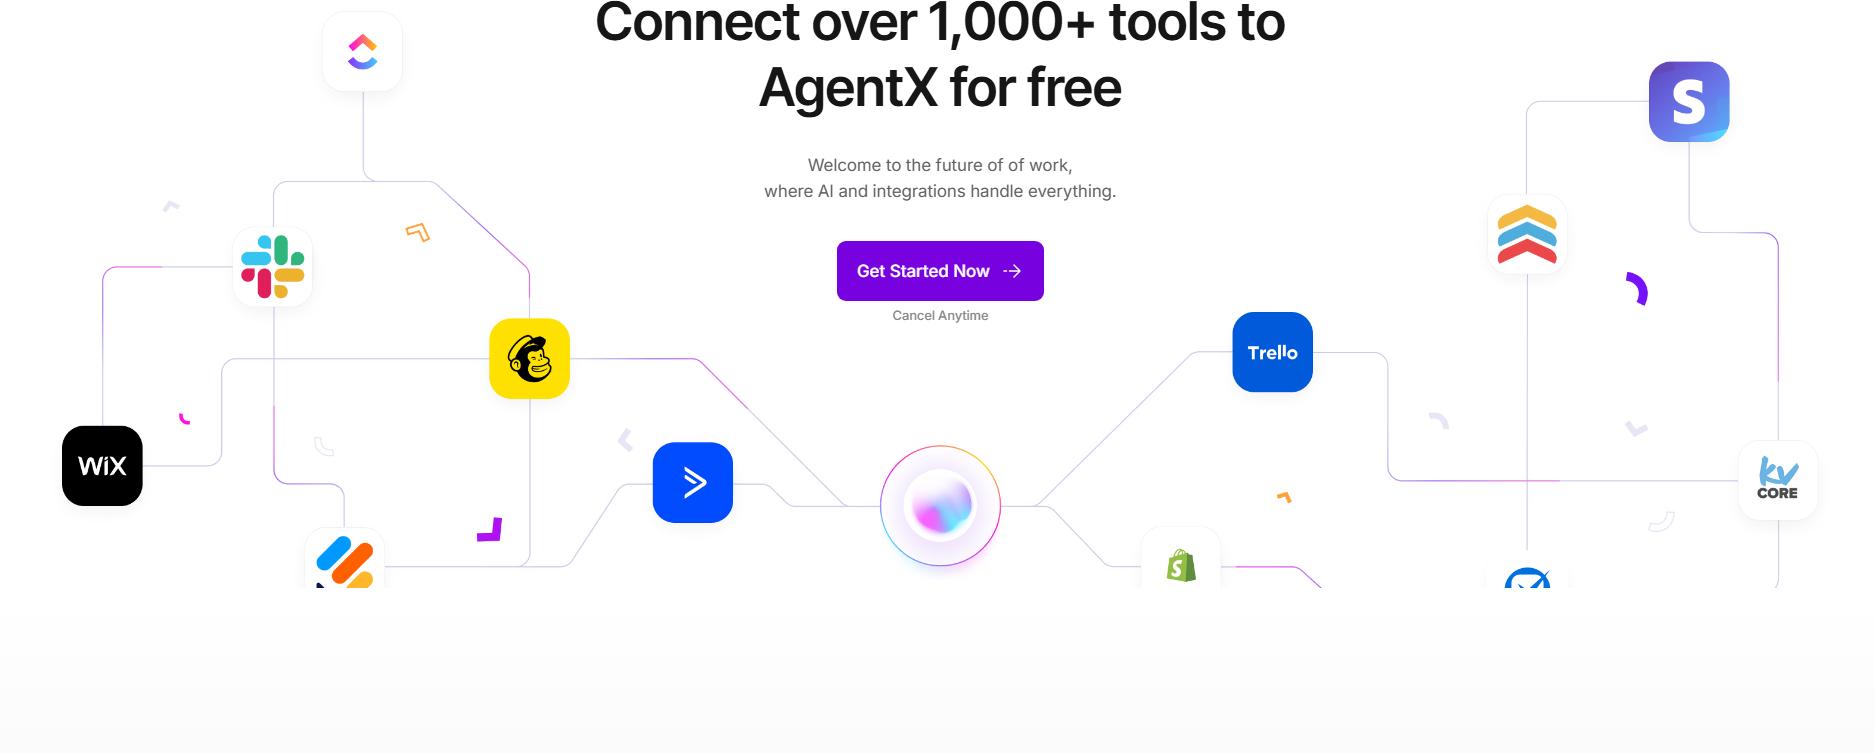 Connect over 1,000+ tools to
AgentX for free
Welcome to the future of of work,
where AI and integrations handle everything.
Get Started Now
Cancel Anytime
S
Trello
WiX
kv
CORE
S